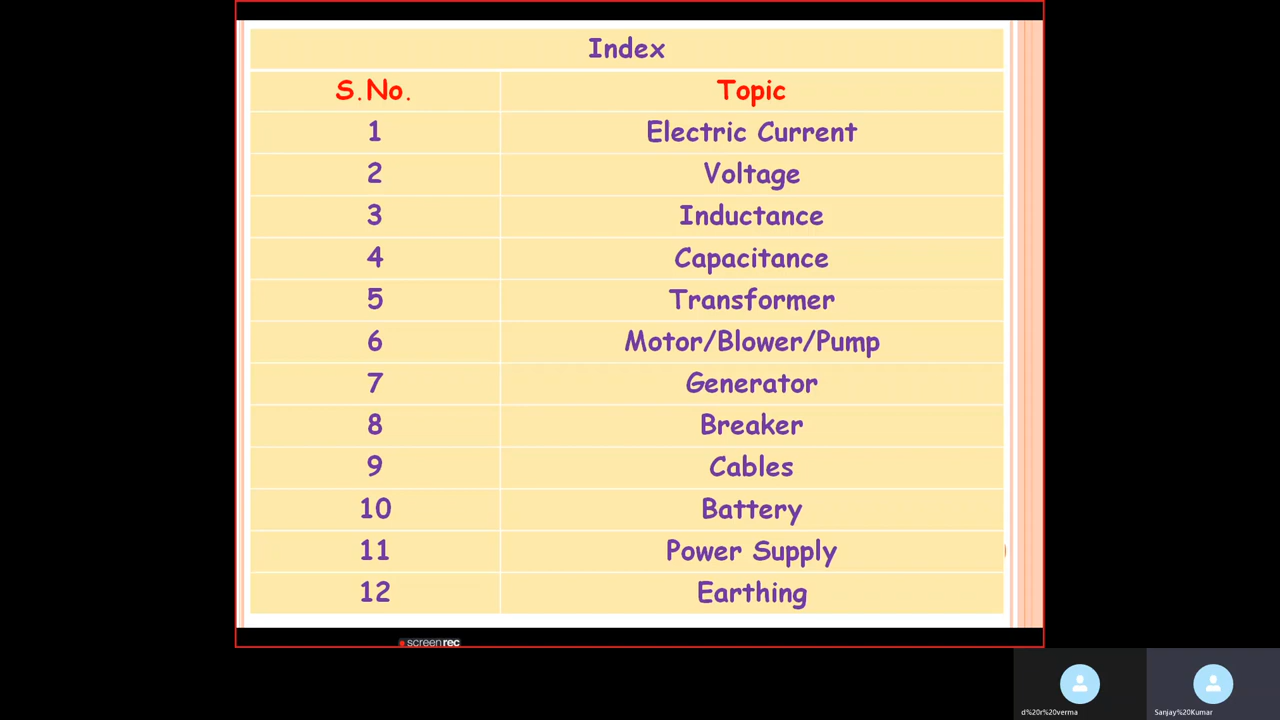 Index
S.No. Topic
1 Electric Current
2 Voltage
3 Inductance
4 Capacitance
5 Transformer
6 Motor/Blower/Pump
7 Generator
8 Breaker
9 Cables
10 Battery
11 Power Supply
12 Earthing
screenrec
d%20r%20verma
Sanjay%20Kumar